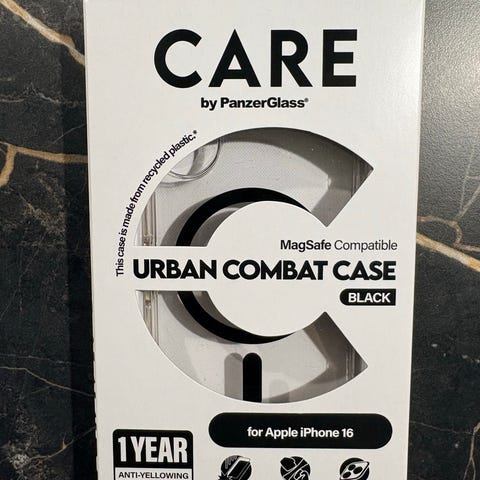 CARE
by PanzerGlass®
This case is made from recycled plastic.*
MagSafe Compatible
URBAN COMBAT CASE
BLACK
for Apple iPhone 16
1 YEAR
ANTI-YELLOWING